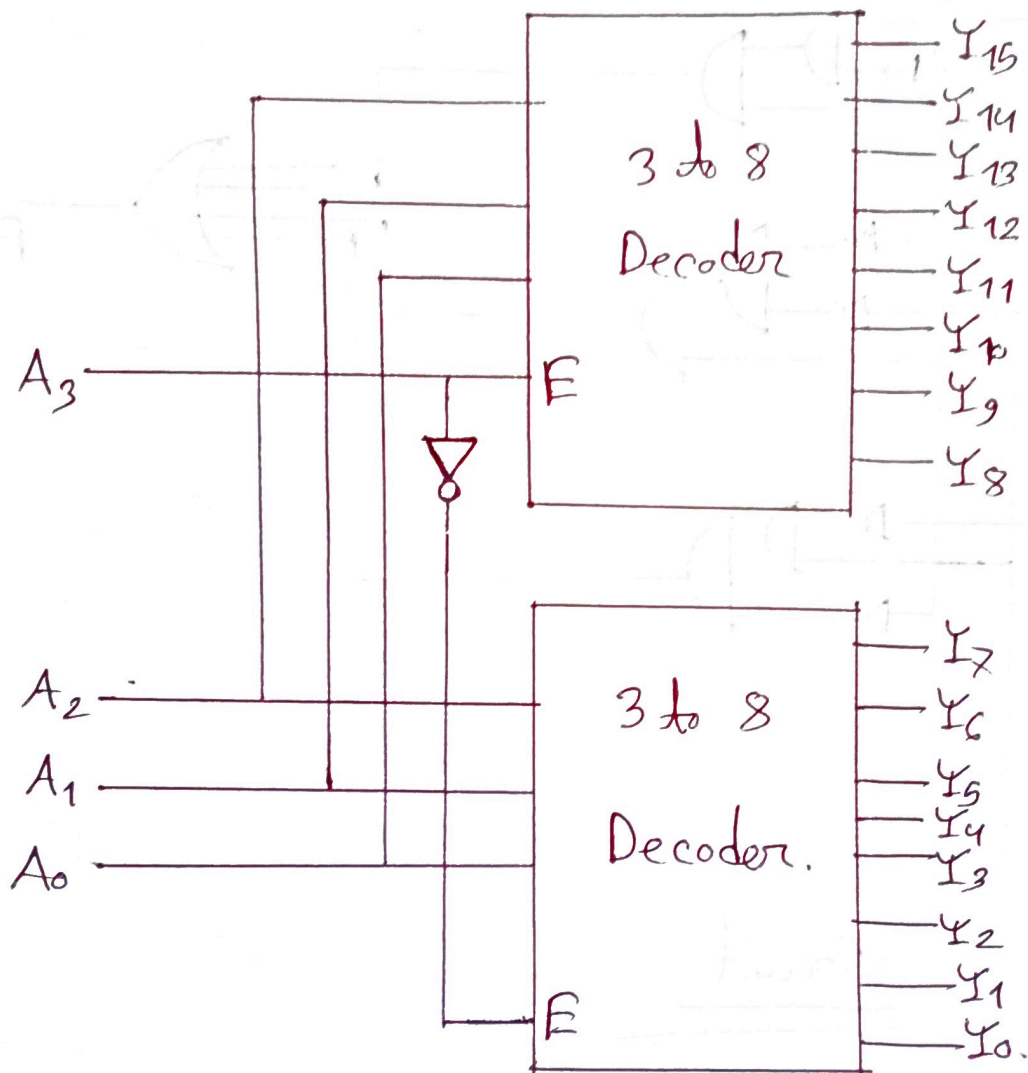 Y15
Y14
3 to 8
Y13
Y12
Decoder
Y11
Y10
A3
E
Y9
Y8
Y7
A2
3 to 8
Y6
A1
Y5
Y4
Decoder.
A0
Y3
Y2
Y1
E
Y0.